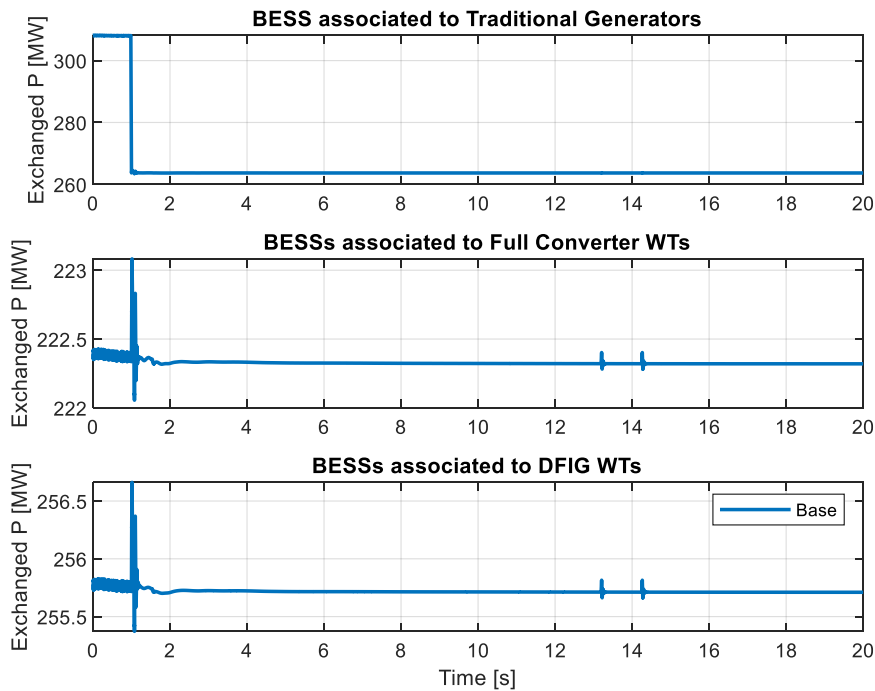 BESS associated to Traditional Generators
Exchanged P [MW]
300
280
260
0 2 4 6 8 10 12 14 16 18 20
BESSs associated to Full Converter WTs
Exchanged P [MW]
223
222.5
222
0 2 4 6 8 10 12 14 16 18 20
BESSs associated to DFIG WTs
Exchanged P [MW]
256.5
256
255.5
Base
0 2 4 6 8 10 12 14 16 18 20
Time [s]